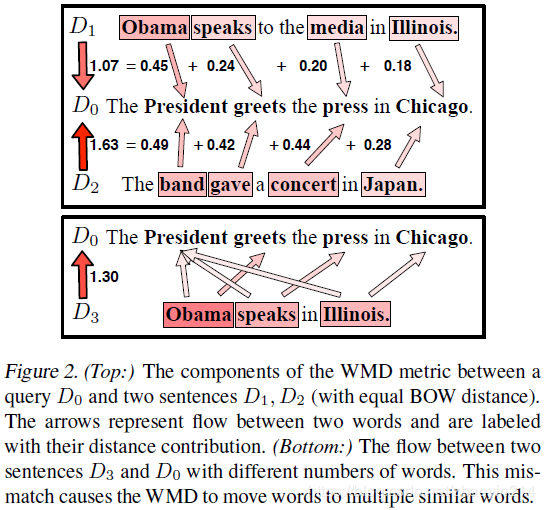 D1 Obama speaks to the media in Illinois.
1.07 = 0.45 + 0.24 + 0.20 + 0.18
D0 The President greets the press in Chicago.
1.63 = 0.49 + 0.42 + 0.44 + 0.28
D2 The band gave a concert in Japan.
D0 The President greets the press in Chicago.
1.30
D3 Obama speaks in Illinois.
Figure 2. (Top:) The components of the WMD metric between a
query D0 and two sentences D1, D2 (with equal BOW distance).
The arrows represent flow between two words and are labeled
with their distance contribution. (Bottom:) The flow between two
sentences D3 and D0 with different numbers of words. This mis-
match causes the WMD to move words to multiple similar words.